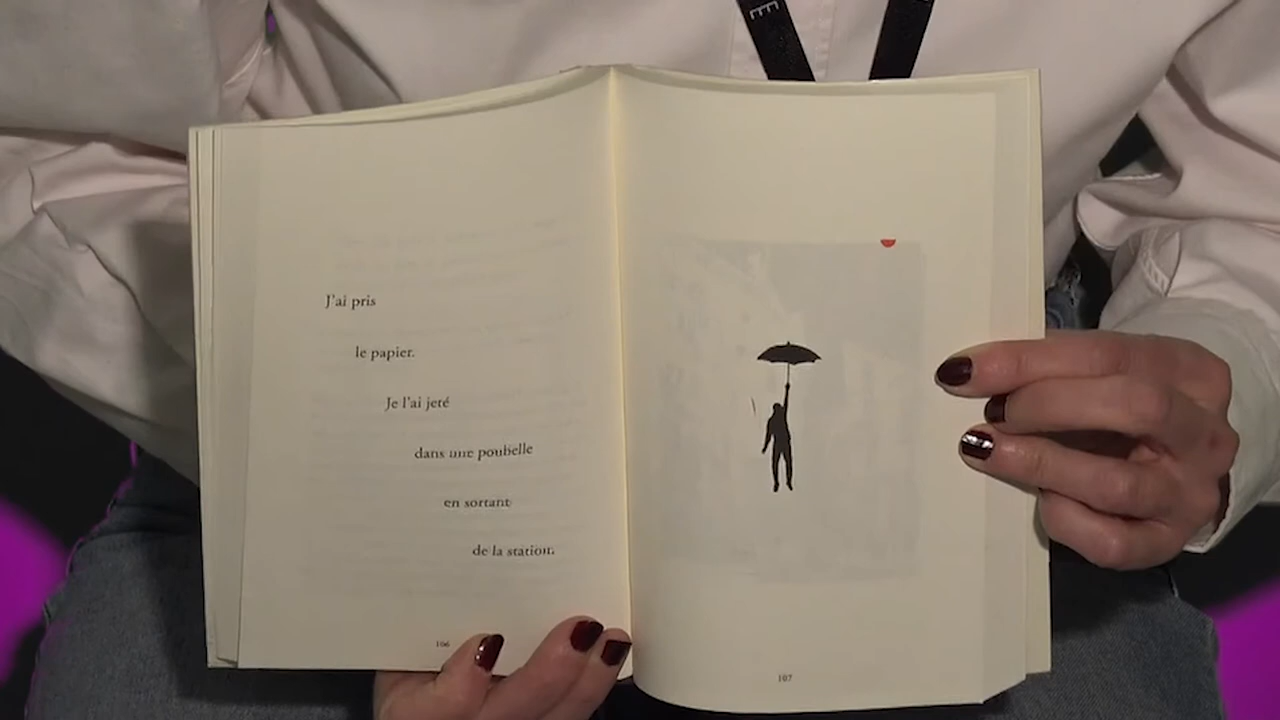 J'ai pris
le papier.
Je l'ai jeté
dans une poubelle
en sortant
de la station.
106
107
E